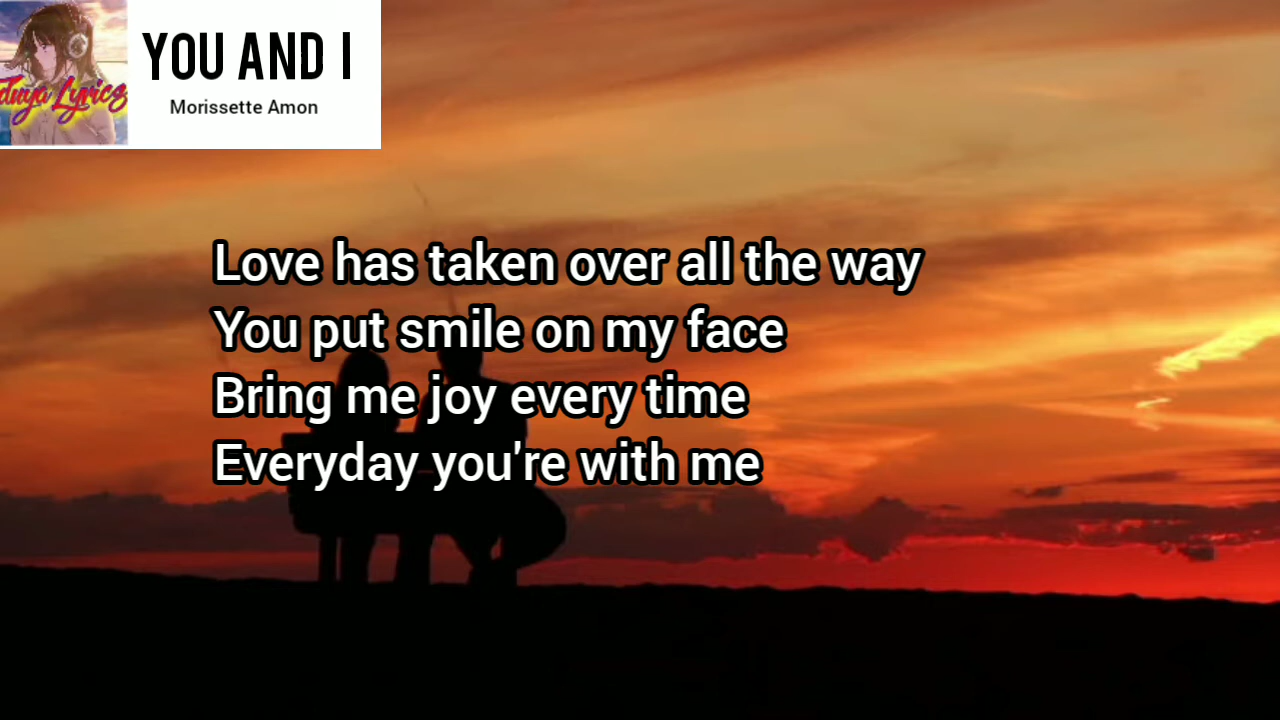 YOU AND I
Morissette Amon
Lyrics
Love has taken over all the way
You put smile on my face
Bring me joy every time
Everyday you're with me